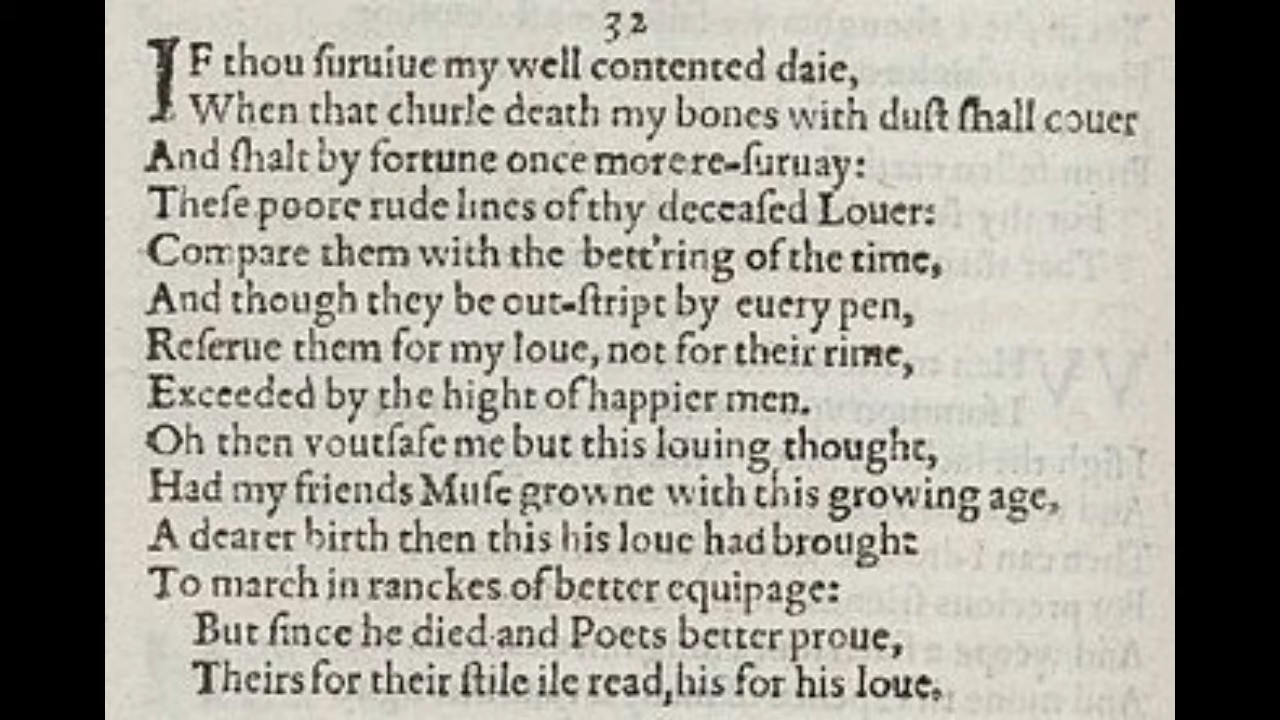 32
IF thou ſuruiue my well contented daie,
When that churle death my bones with duſt ſhall couer
And ſhalt by fortune once more re-ſuruay:
Theſe poore rude lines of thy deceaſed Louer:
Compare them with the bett'ring of the time,
And though they be out-ſtript by euery pen,
Reſerue them for my loue, not for their rime,
Exceeded by the hight of happier men.
Oh then voutſafe me but this louing thought,
Had my friends Muſe growne with this growing age,
A dearer birth then this his loue had brought
To march in ranckes of better equipage:
But ſince he died and Poets better proue,
Theirs for their ſtile ile read, his for his loue.